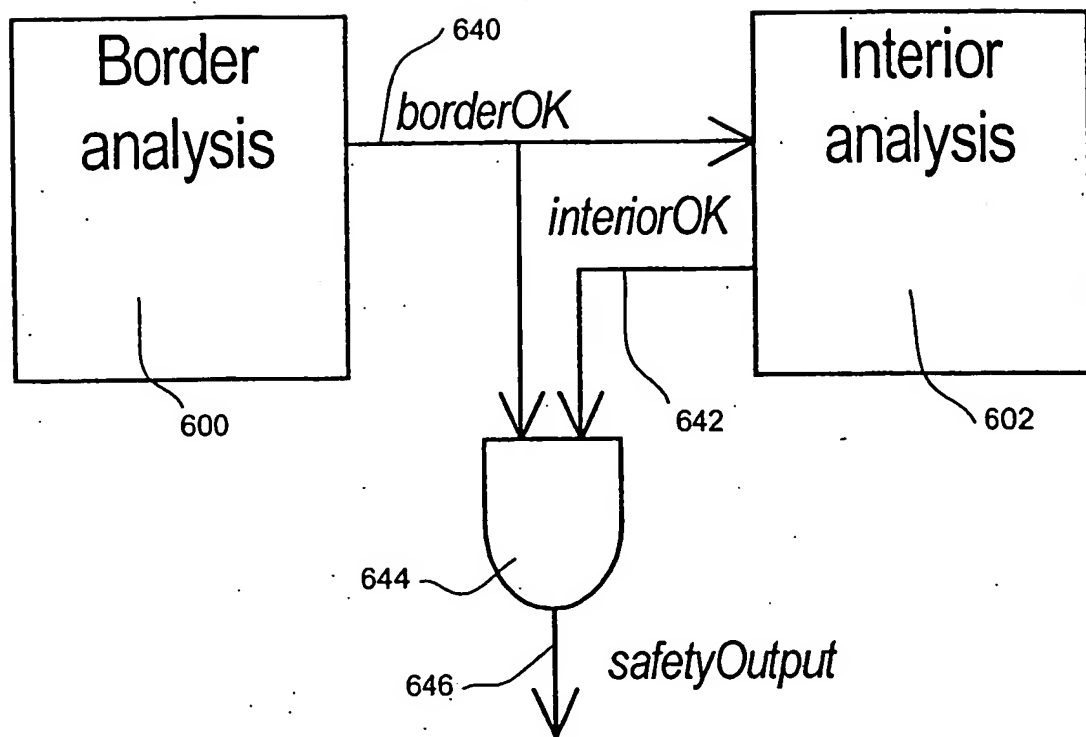 Border
analysis
640
borderOK
Interior
analysis
interiorOK
600
642
602
644
646
safetyOutput